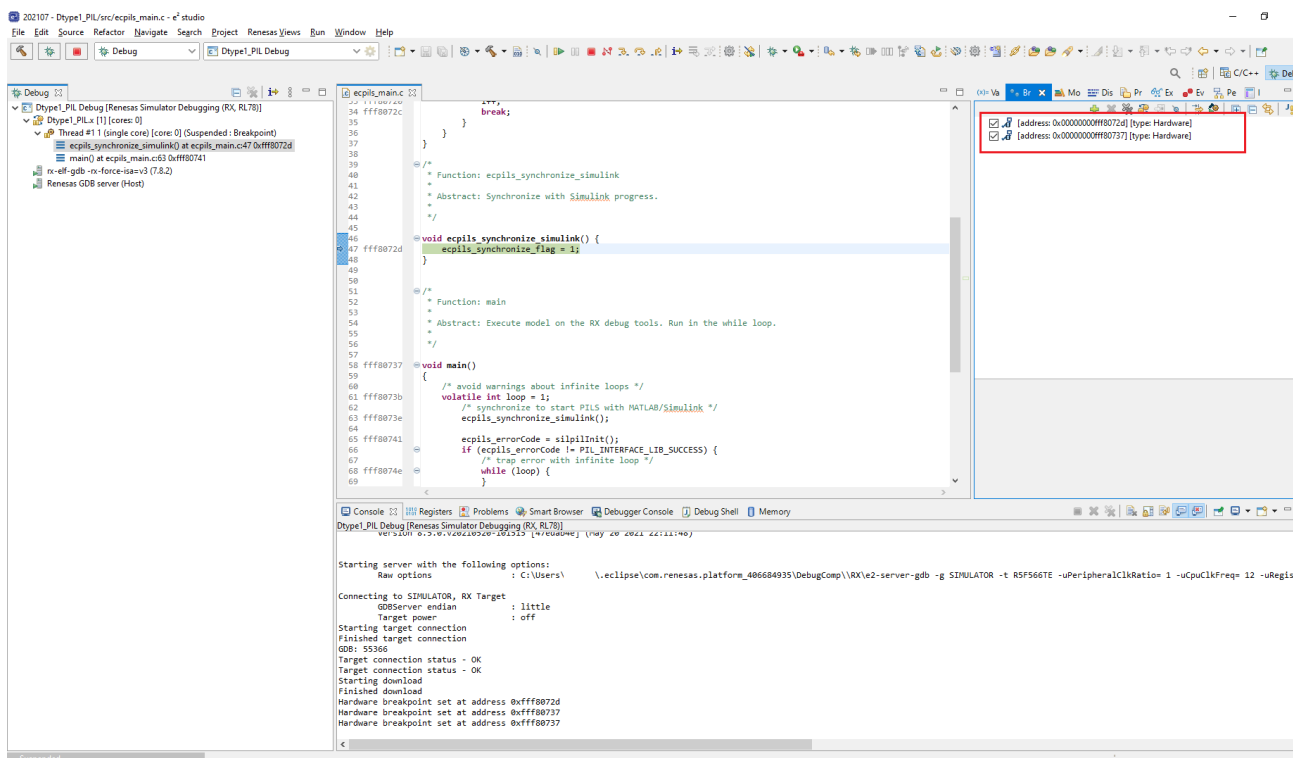 202107 - Dtype1_PIL/src/ecpils_main.c - e² studio
File Edit Source Refactor Navigate Search Project Renesas Views Run Window Help
Debug Dtype1_PIL Debug
C/C++ De
Debug
Dtype1_PIL Debug [Renesas Simulator Debugging (RX, RL78)]
Dtype1_PIL.x [1] [cores: 0]
Thread #1 1 (single core) [core: 0] (Suspended : Breakpoint)
ecpils_synchronize_simulink() at ecpils_main.c:47 0xfff8072d
main() at ecpils_main.c:63 0xfff80741
rx-elf-gdb -rx-force-isa=v3 (7.8.2)
Renesas GDB server (Host)
ecpils_main.c
34 fff8072c break;
35 }
36 }
37 }
38
39 /*
40 * Function: ecpils_synchronize_simulink
41 *
42 * Abstract: Synchronize with Simulink progress.
43 *
44 */
45
46 void ecpils_synchronize_simulink() {
47 fff8072d ecpils_synchronize_flag = 1;
48 }
49
50
51 /*
52 * Function: main
53 *
54 * Abstract: Execute model on the RX debug tools. Run in the while loop.
55 *
56 */
57
58 fff80737 void main()
59 {
60 /* avoid warnings about infinite loops */
61 fff8073b volatile int loop = 1;
62 /* synchronize to start PILS with MATLAB/Simulink */
63 fff8073e ecpils_synchronize_simulink();
64
65 fff80741 ecpils_errorCode = silpilInit();
66 if (ecpils_errorCode != PIL_INTERFACE_LIB_SUCCESS) {
67 /* trap error with infinite loop */
68 fff8074e while (loop) {
69 }
(x)= Va Br Mo Dis Pr Ex Ev Pe I
[address: 0x00000000fff8072d] [type: Hardware]
[address: 0x00000000fff80737] [type: Hardware]
Console Registers Problems Smart Browser Debugger Console Debug Shell Memory
Dtype1_PIL Debug [Renesas Simulator Debugging (RX, RL78)]
Starting server with the following options:
Raw options : C:\Users\ \.eclipse\com.renesas.platform_406684935\DebugComp\\RX\e2-server-gdb -g SIMULATOR -t R5F566TE -uPeripheralClkRatio= 1 -uCpuClkFreq= 12 -uRegis
Connecting to SIMULATOR, RX Target
GDBServer endian : little
Target power : off
Starting target connection
Finished target connection
GDB: 55366
Target connection status - OK
Target connection status - OK
Starting download
Finished download
Hardware breakpoint set at address 0xfff8072d
Hardware breakpoint set at address 0xfff80737
Hardware breakpoint set at address 0xfff80737